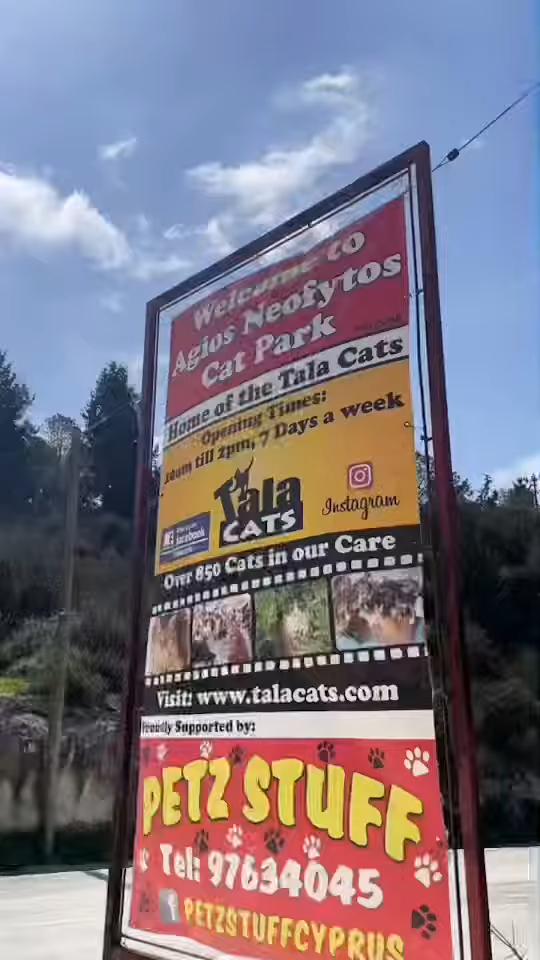 Welcome to
Agios Neofytos
Cat Park
Home of the Tala Cats
Opening Times:
10am till 2pm, 7 Days a week
Tala
CATS
Instagram
facebook
Over 850 Cats in our Care
Visit: www.talacats.com
Proudly Supported by:
PETZ STUFF
Tel: 97634045
PETZSTUFFCYPRUS